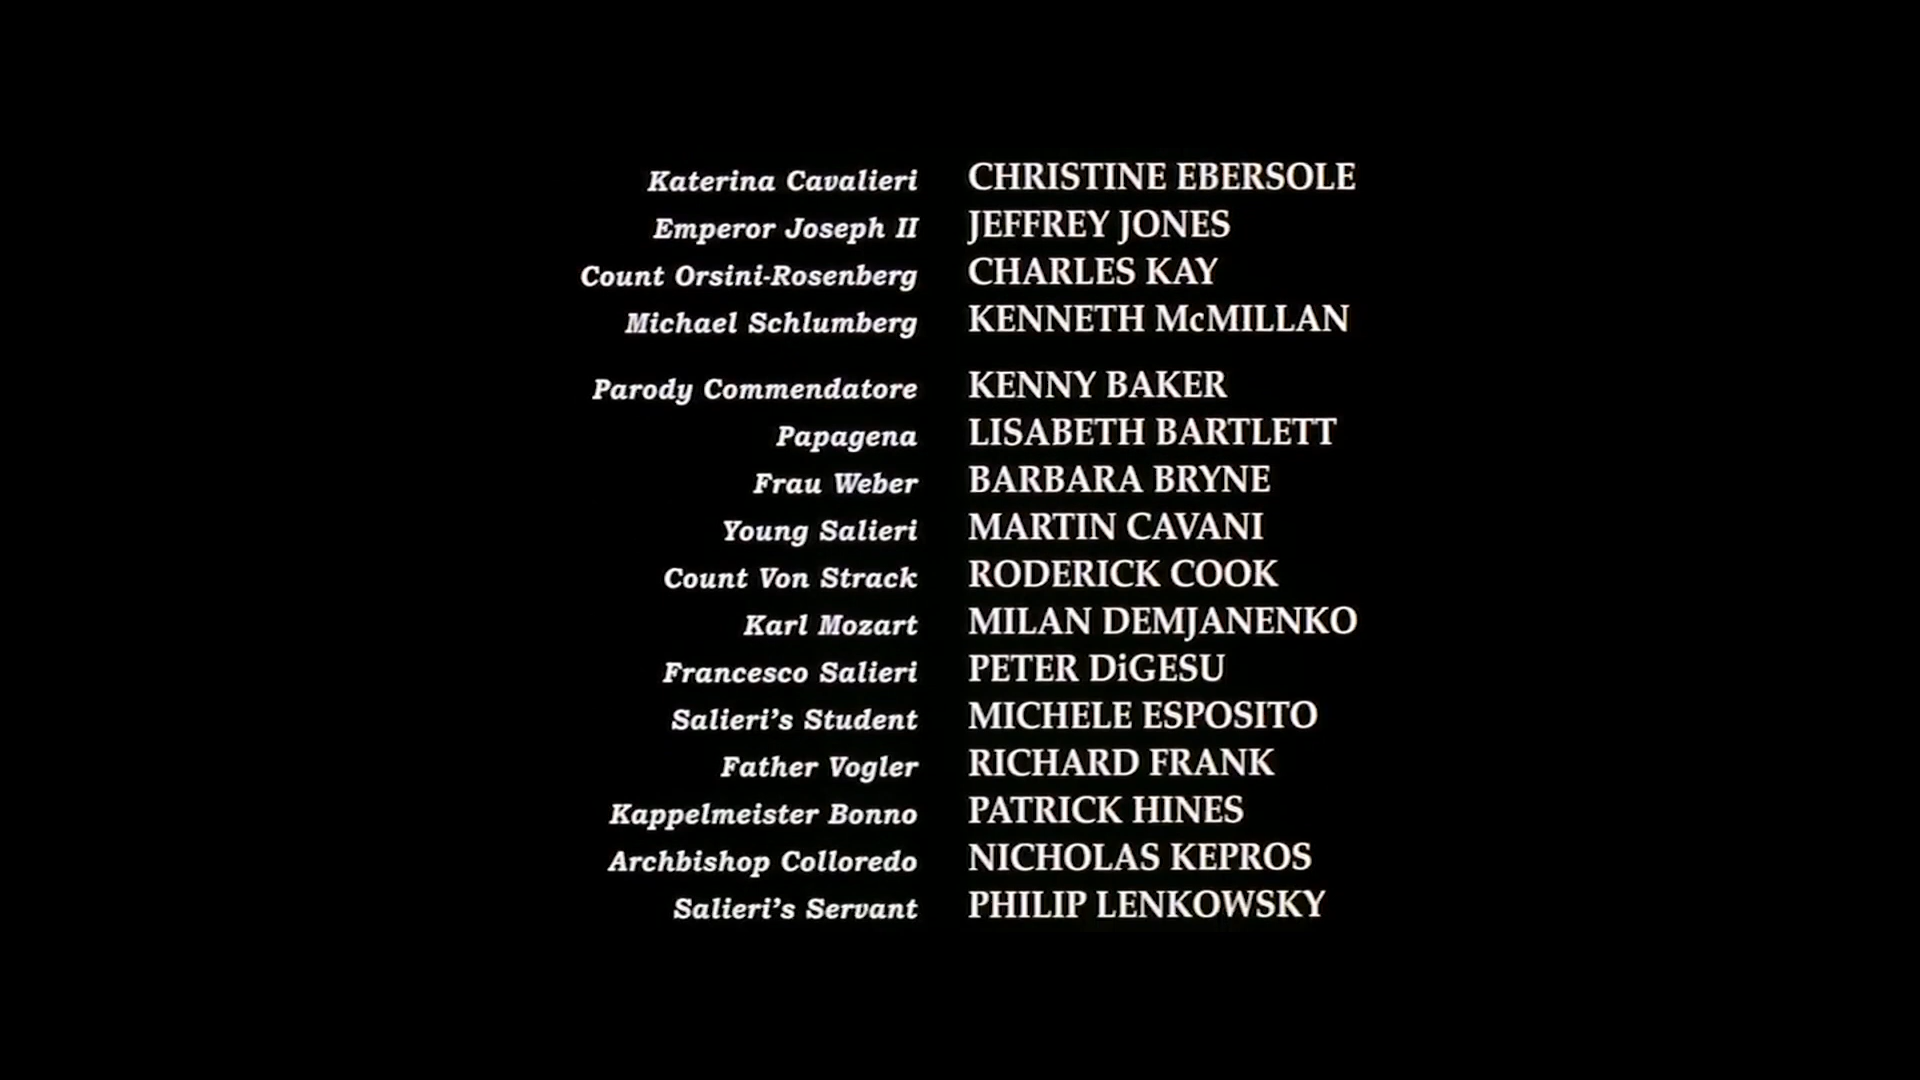 Katerina Cavalieri CHRISTINE EBERSOLE
Emperor Joseph II JEFFREY JONES
Count Orsini-Rosenberg CHARLES KAY
Michael Schlumberg KENNETH McMILLAN
Parody Commendatore KENNY BAKER
Papagena LISABETH BARTLETT
Frau Weber BARBARA BRYNE
Young Salieri MARTIN CAVANI
Count Von Strack RODERICK COOK
Karl Mozart MILAN DEMJANENKO
Francesco Salieri PETER DiGESU
Salieri's Student MICHELE ESPOSITO
Father Vogler RICHARD FRANK
Kappelmeister Bonno PATRICK HINES
Archbishop Colloredo NICHOLAS KEPROS
Salieri's Servant PHILIP LENKOWSKY